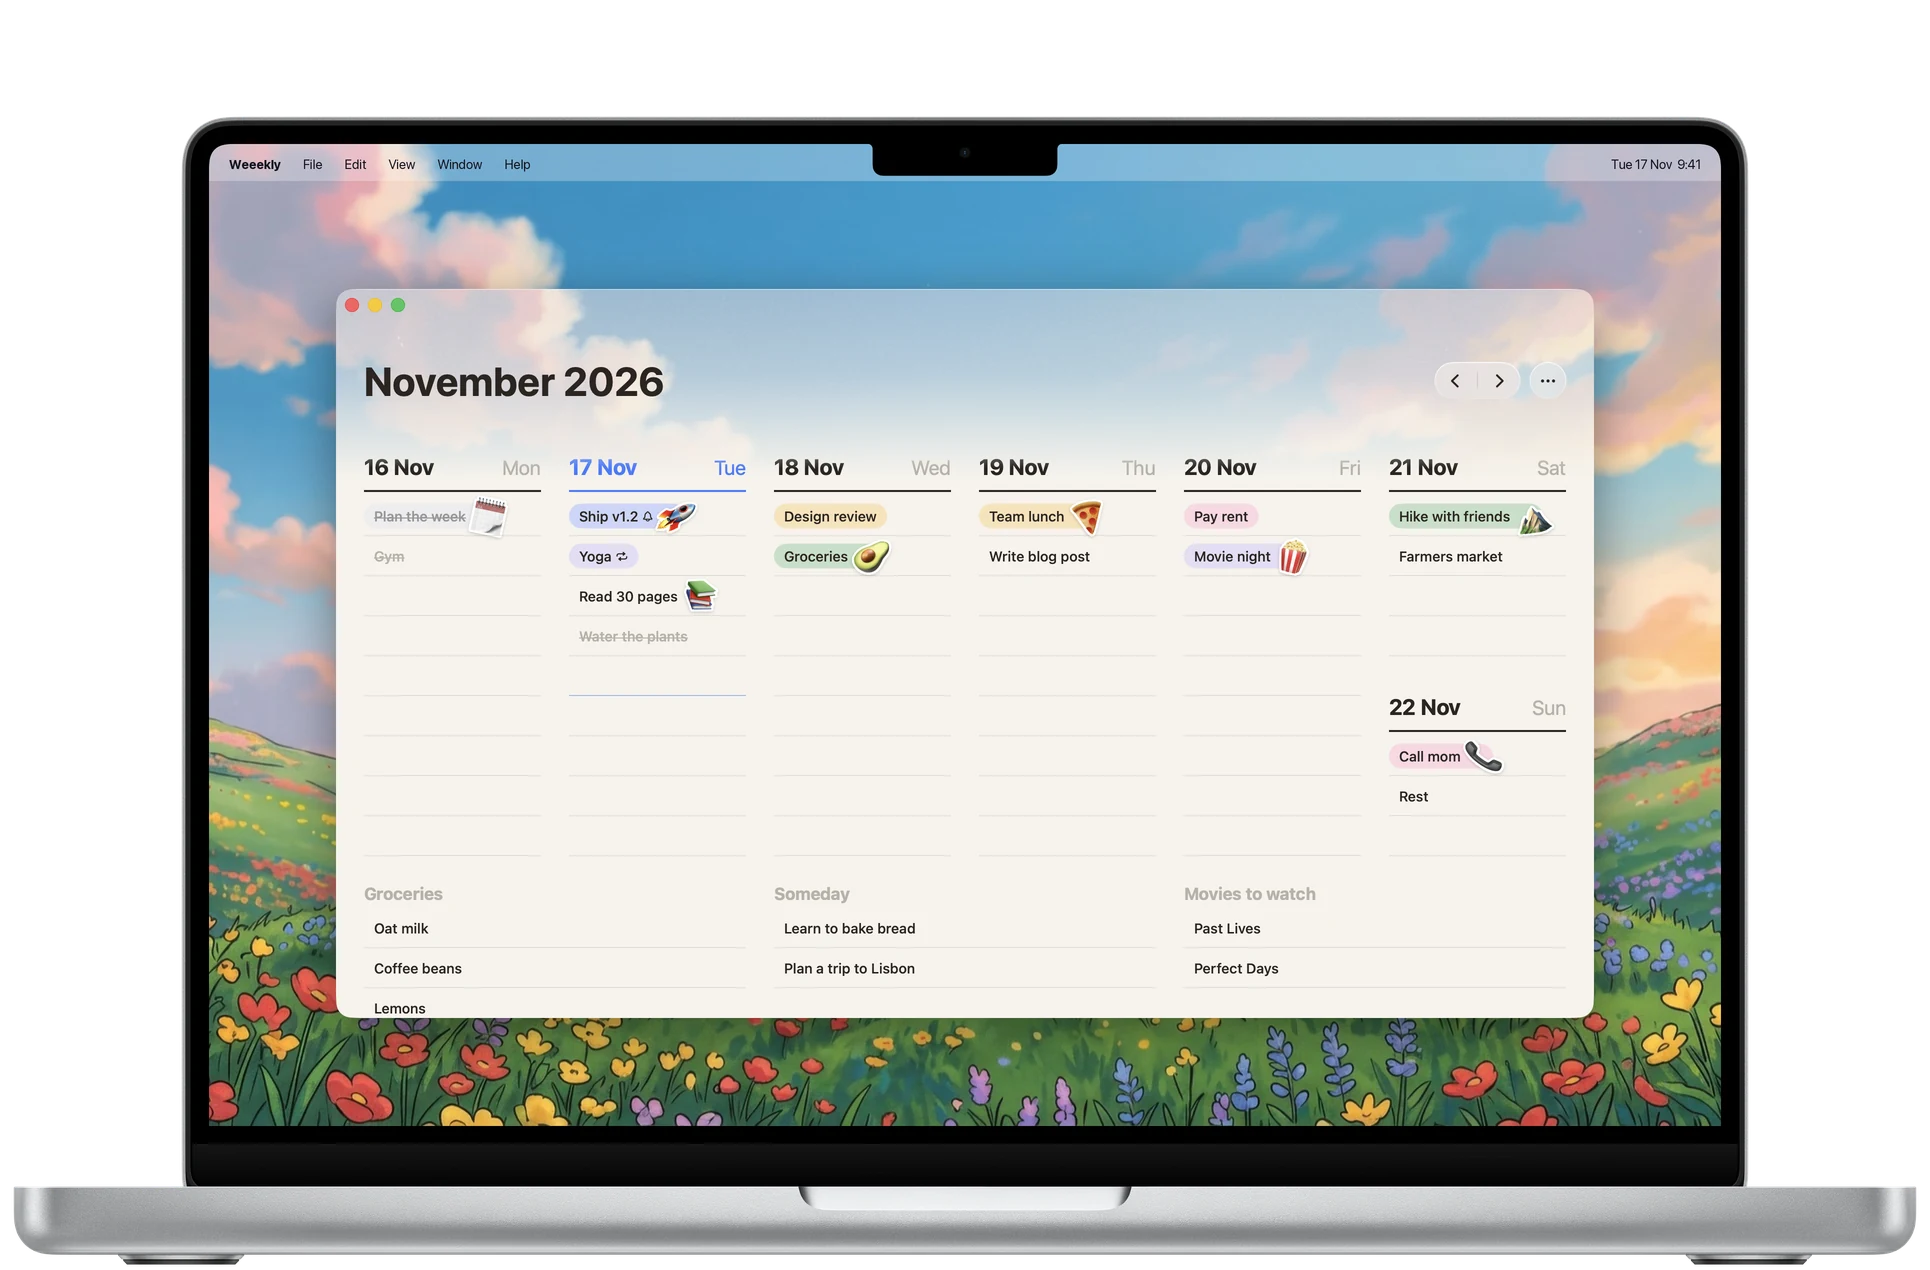 Weeekly File Edit View Window Help
Tue 17 Nov 9:41
November 2026
16 Nov Mon
Plan the week
Gym
17 Nov Tue
Ship v1.2
Yoga
Read 30 pages
Water the plants
18 Nov Wed
Design review
Groceries
19 Nov Thu
Team lunch
Write blog post
20 Nov Fri
Pay rent
Movie night
21 Nov Sat
Hike with friends
Farmers market
22 Nov Sun
Call mom
Rest
Groceries
Oat milk
Coffee beans
Lemons
Someday
Learn to bake bread
Plan a trip to Lisbon
Movies to watch
Past Lives
Perfect Days